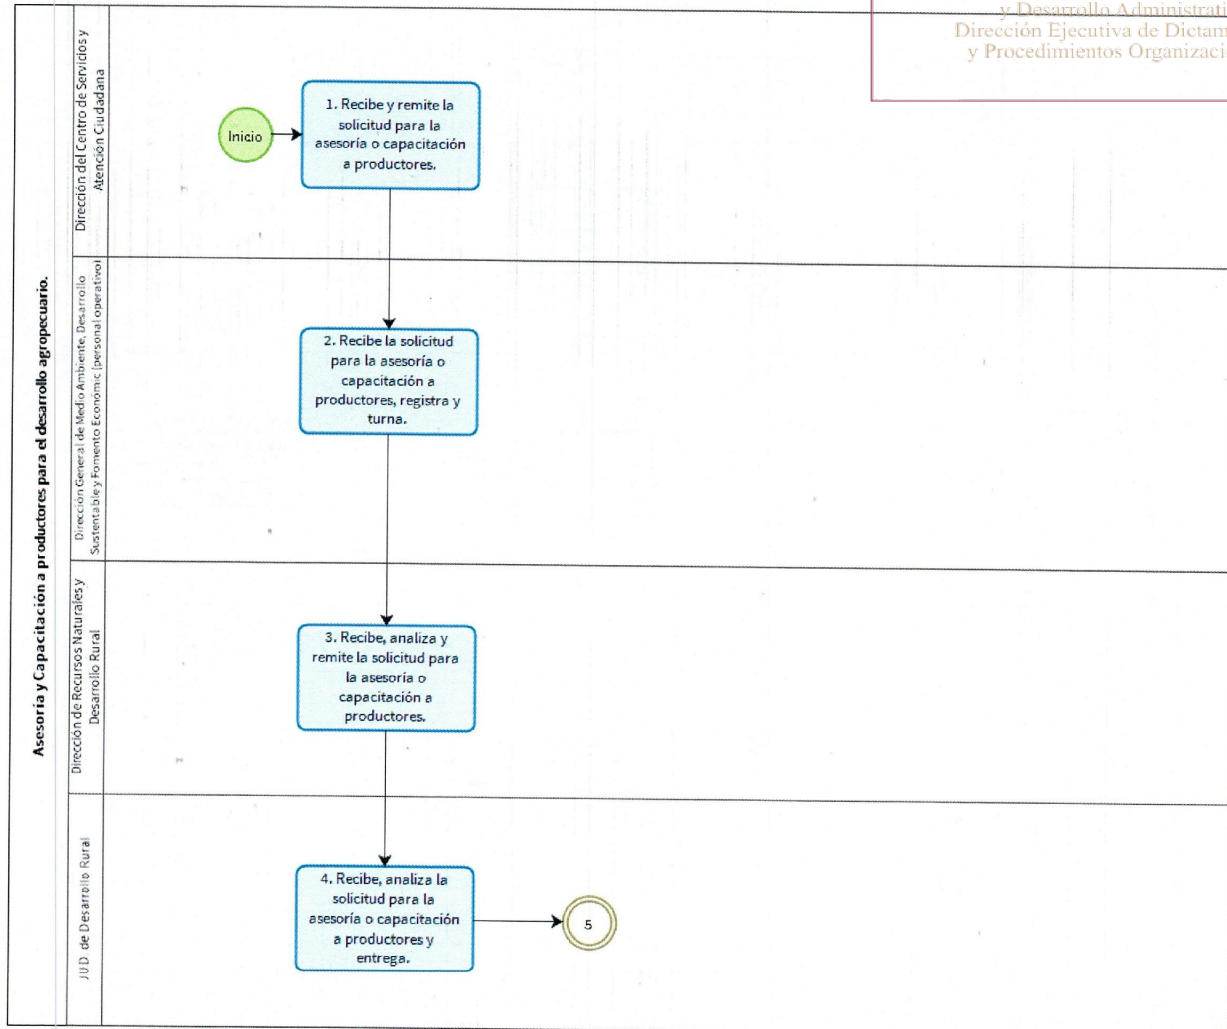 y Desarrollo Administrati
Dirección Ejecutiva de Dictam
y Procedimientos Organizaci
Asesoría y Capacitación a productores para el desarrollo agropecuario.
Dirección del Centro de Servicios y
Atención Ciudadana
Inicio
1. Recibe y remite la
solicitud para la
asesoría o capacitación
a productores.
Dirección General de Medio Ambiente, Desarrollo
Sustentable y Fomento Económic (personal operativo)
2. Recibe la solicitud
para la asesoría o
capacitación a
productores, registra y
turna.
Dirección de Recursos Naturales y
Desarrollo Rural
3. Recibe, analiza y
remite la solicitud para
la asesoría o
capacitación a
productores.
JUD. de Desarrollo Rural
4. Recibe, analiza la
solicitud para la
asesoría o capacitación
a productores y
entrega.
5